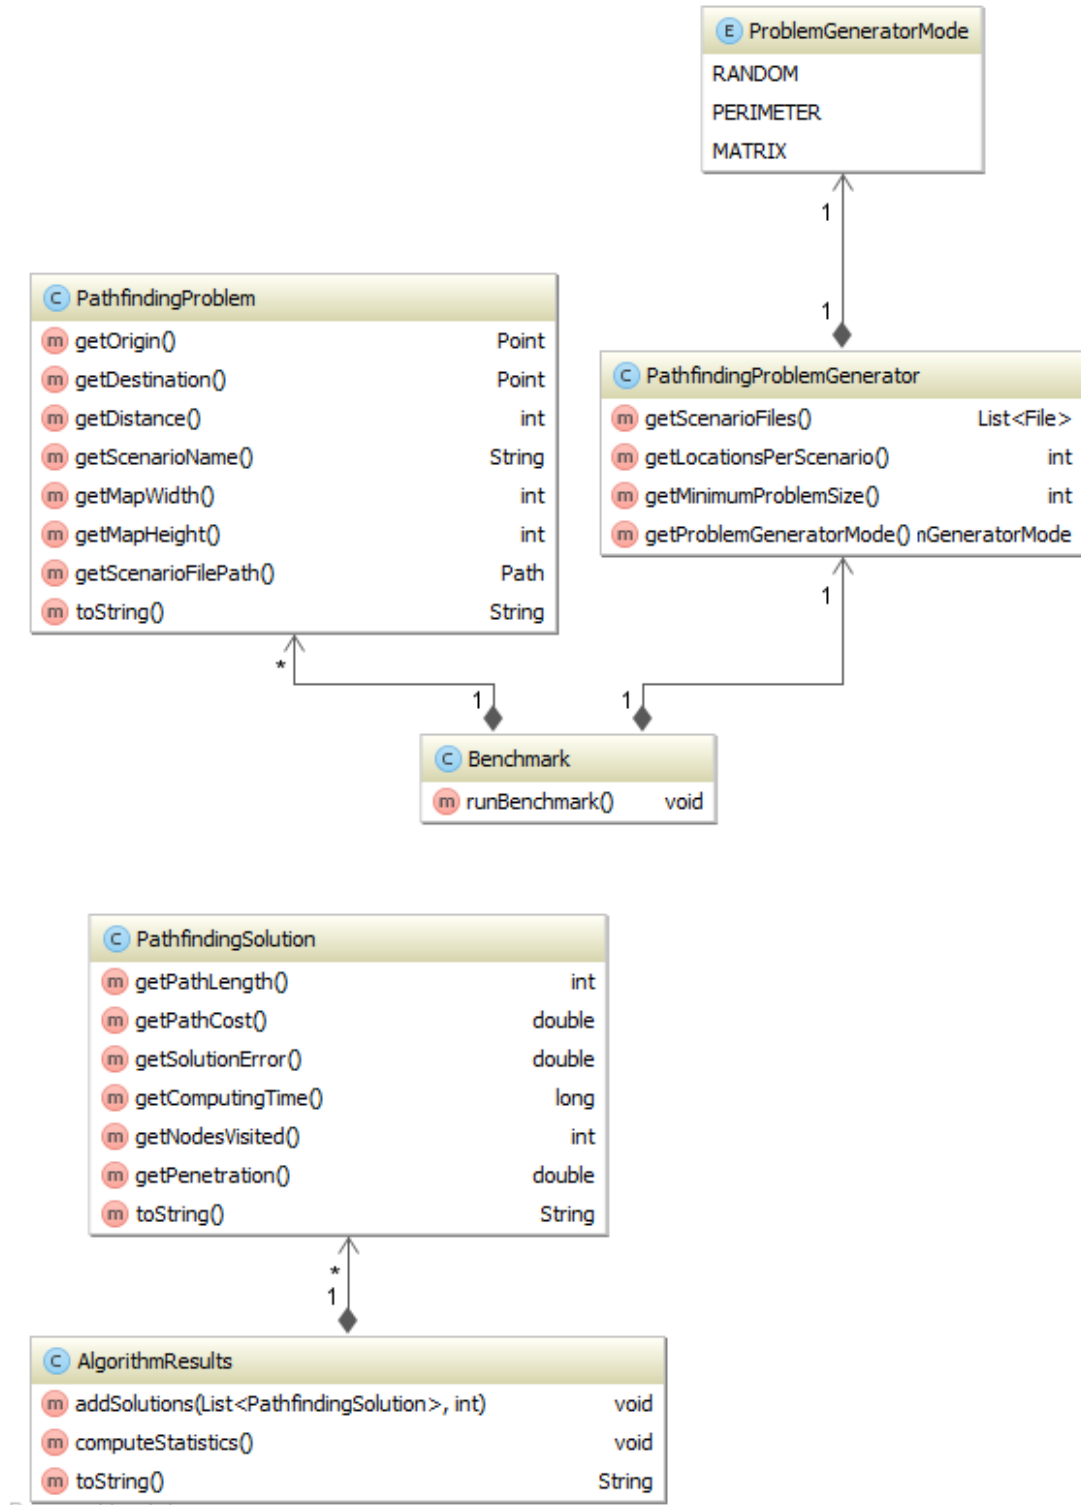 E ProblemGeneratorMode
RANDOM
PERIMETER
MATRIX
1
1
C PathfindingProblem
m getOrigin() Point
m getDestination() Point
m getDistance() int
m getScenarioName() String
m getMapWidth() int
m getMapHeight() int
m getScenarioFilePath() Path
m toString() String
C PathfindingProblemGenerator
m getScenarioFiles() List<File>
m getLocationsPerScenario() int
m getMinimumProblemSize() int
m getProblemGeneratorMode() nGeneratorMode
1
*
1
1
C Benchmark
m runBenchmark() void
C PathfindingSolution
m getPathLength() int
m getPathCost() double
m getSolutionError() double
m getComputingTime() long
m getNodesVisited() int
m getPenetration() double
m toString() String
*
1
C AlgorithmResults
m addSolutions(List<PathfindingSolution>, int) void
m computeStatistics() void
m toString() String